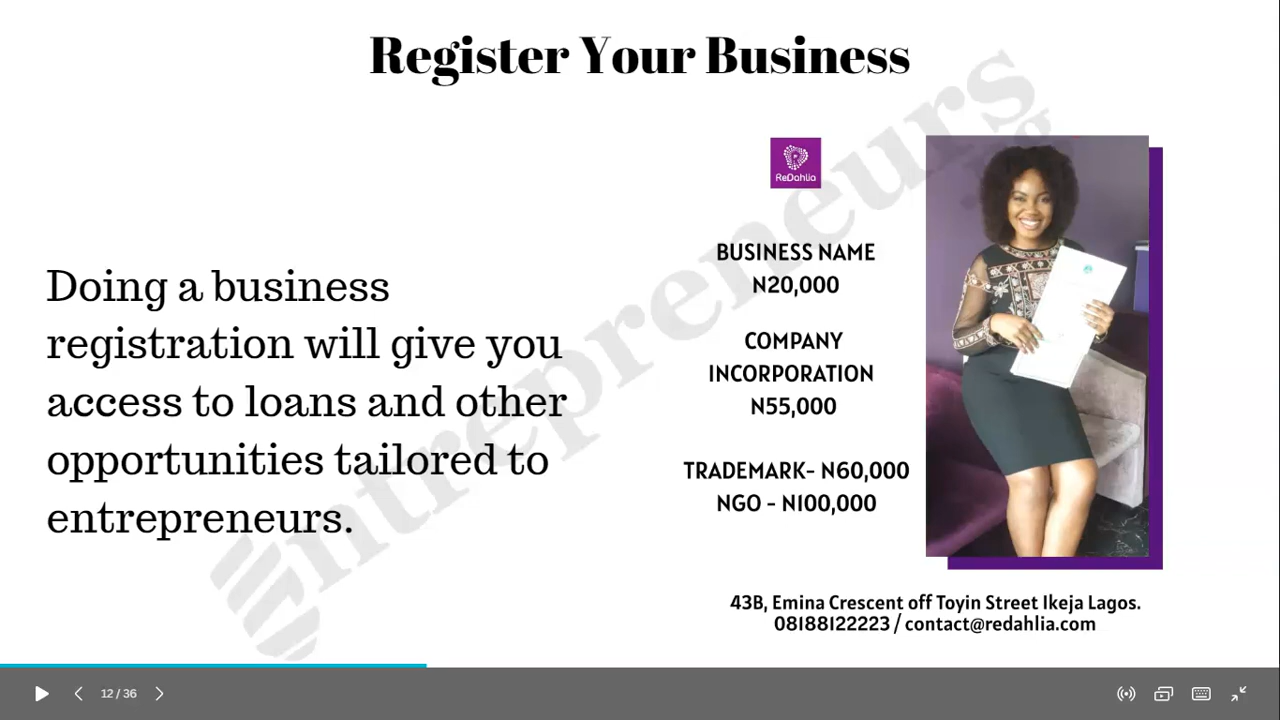 Register Your Business
Doing a business
registration will give you
access to loans and other
opportunities tailored to
entrepreneurs.
ReDahlia
BUSINESS NAME
N20,000
COMPANY
INCORPORATION
N55,000
TRADEMARK- N60,000
NGO - N100,000
43B, Emina Crescent off Toyin Street Ikeja Lagos.
08188122223 / contact@redahlia.com
Entrepreneurs
.ng
12 / 36